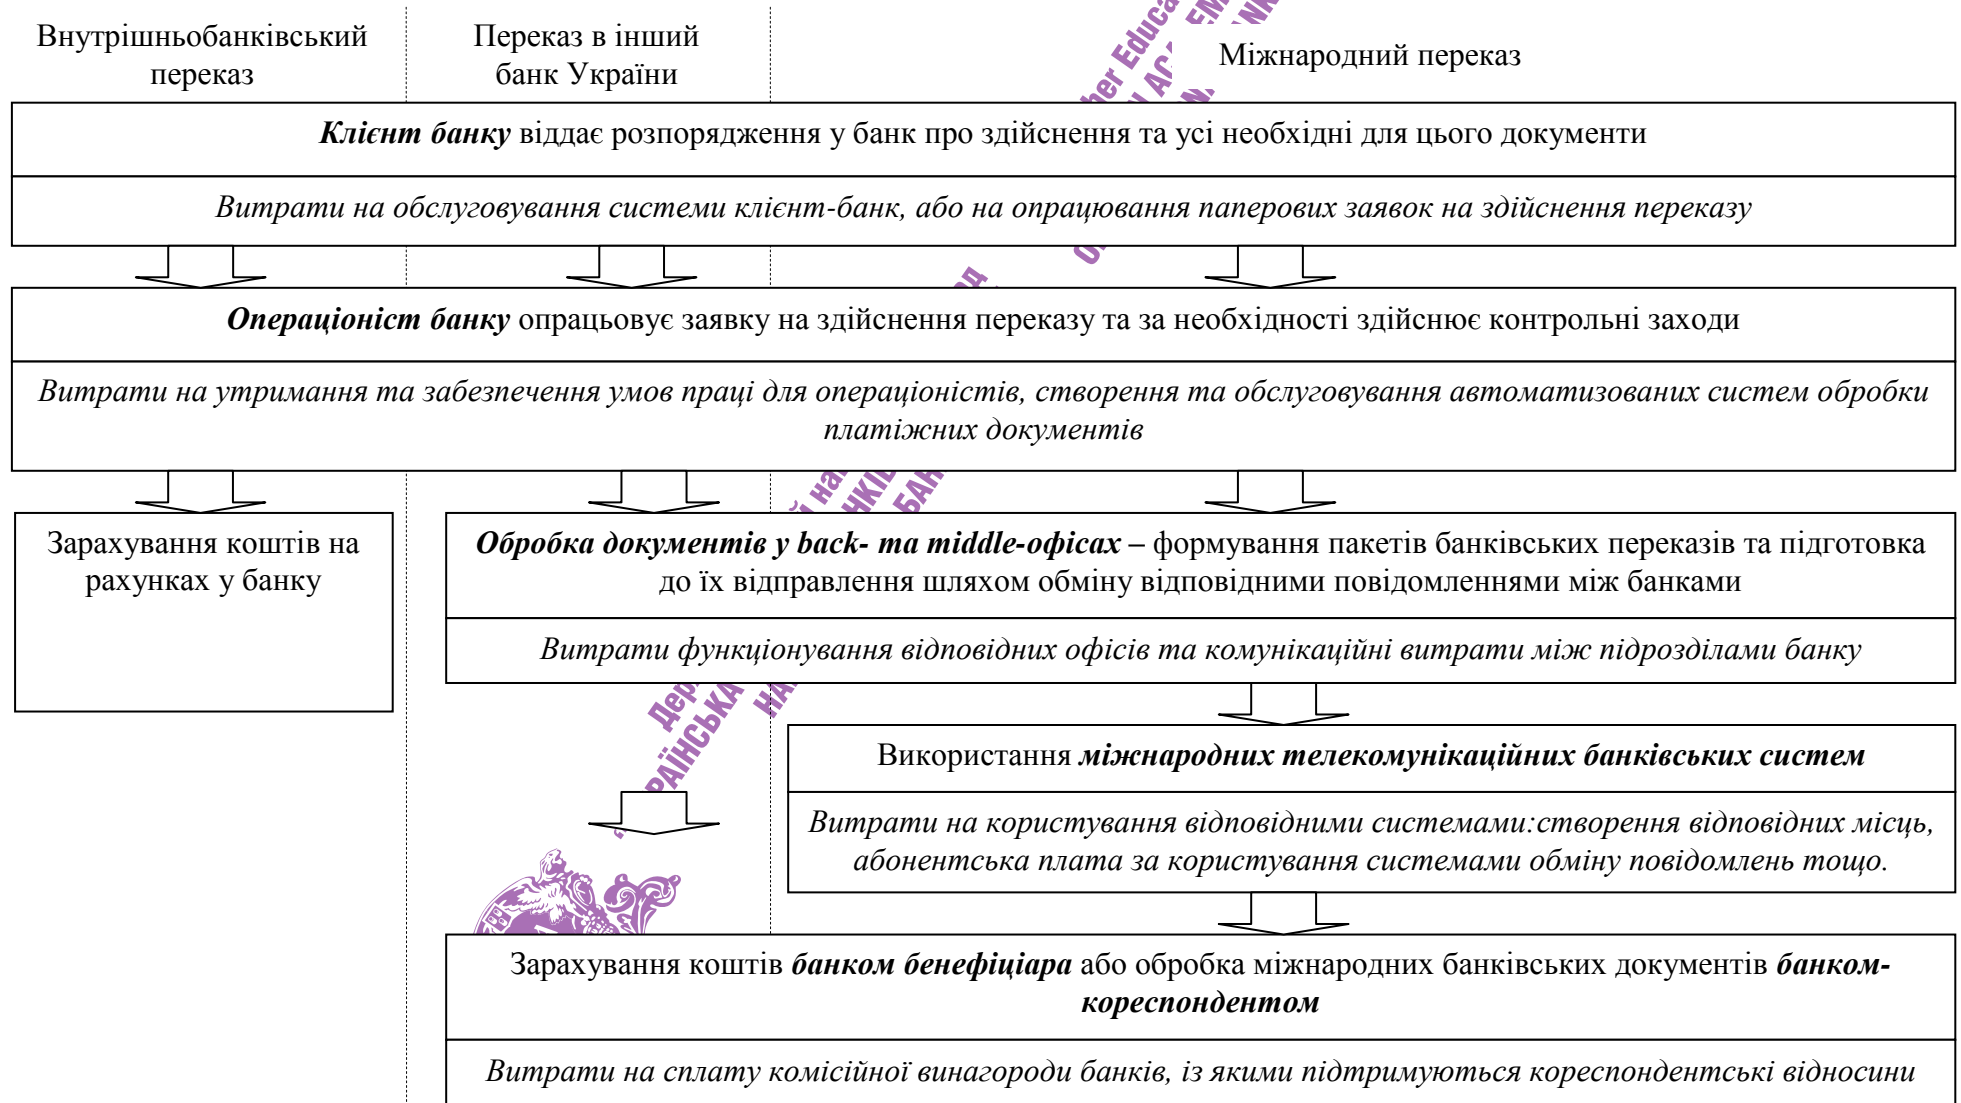 Внутрішньобанківський
переказ
Переказ в інший
банк України
Міжнародний переказ
Клієнт банку віддає розпорядження у банк про здійснення та усі необхідні для цього документи
Витрати на обслуговування системи клієнт-банк, або на опрацювання паперових заявок на здійснення переказу
Операціоніст банку опрацьовує заявку на здійснення переказу та за необхідності здійснює контрольні заходи
Витрати на утримання та забезпечення умов праці для операціоністів, створення та обслуговування автоматизованих систем обробки
платіжних документів
Зарахування коштів на
рахунках у банку
Обробка документів у back- та middle-офісах – формування пакетів банківських переказів та підготовка
до їх відправлення шляхом обміну відповідними повідомленнями між банками
Витрати функціонування відповідних офісів та комунікаційні витрати між підрозділами банку
Використання міжнародних телекомунікаційних банківських систем
Витрати на користування відповідними системами:створення відповідних місць,
абонентська плата за користування системами обміну повідомлень тощо.
Зарахування коштів банком бенефіціара або обробка міжнародних банківських документів банком-
кореспондентом
Витрати на сплату комісійної винагороди банків, із якими підтримуються кореспондентські відносини